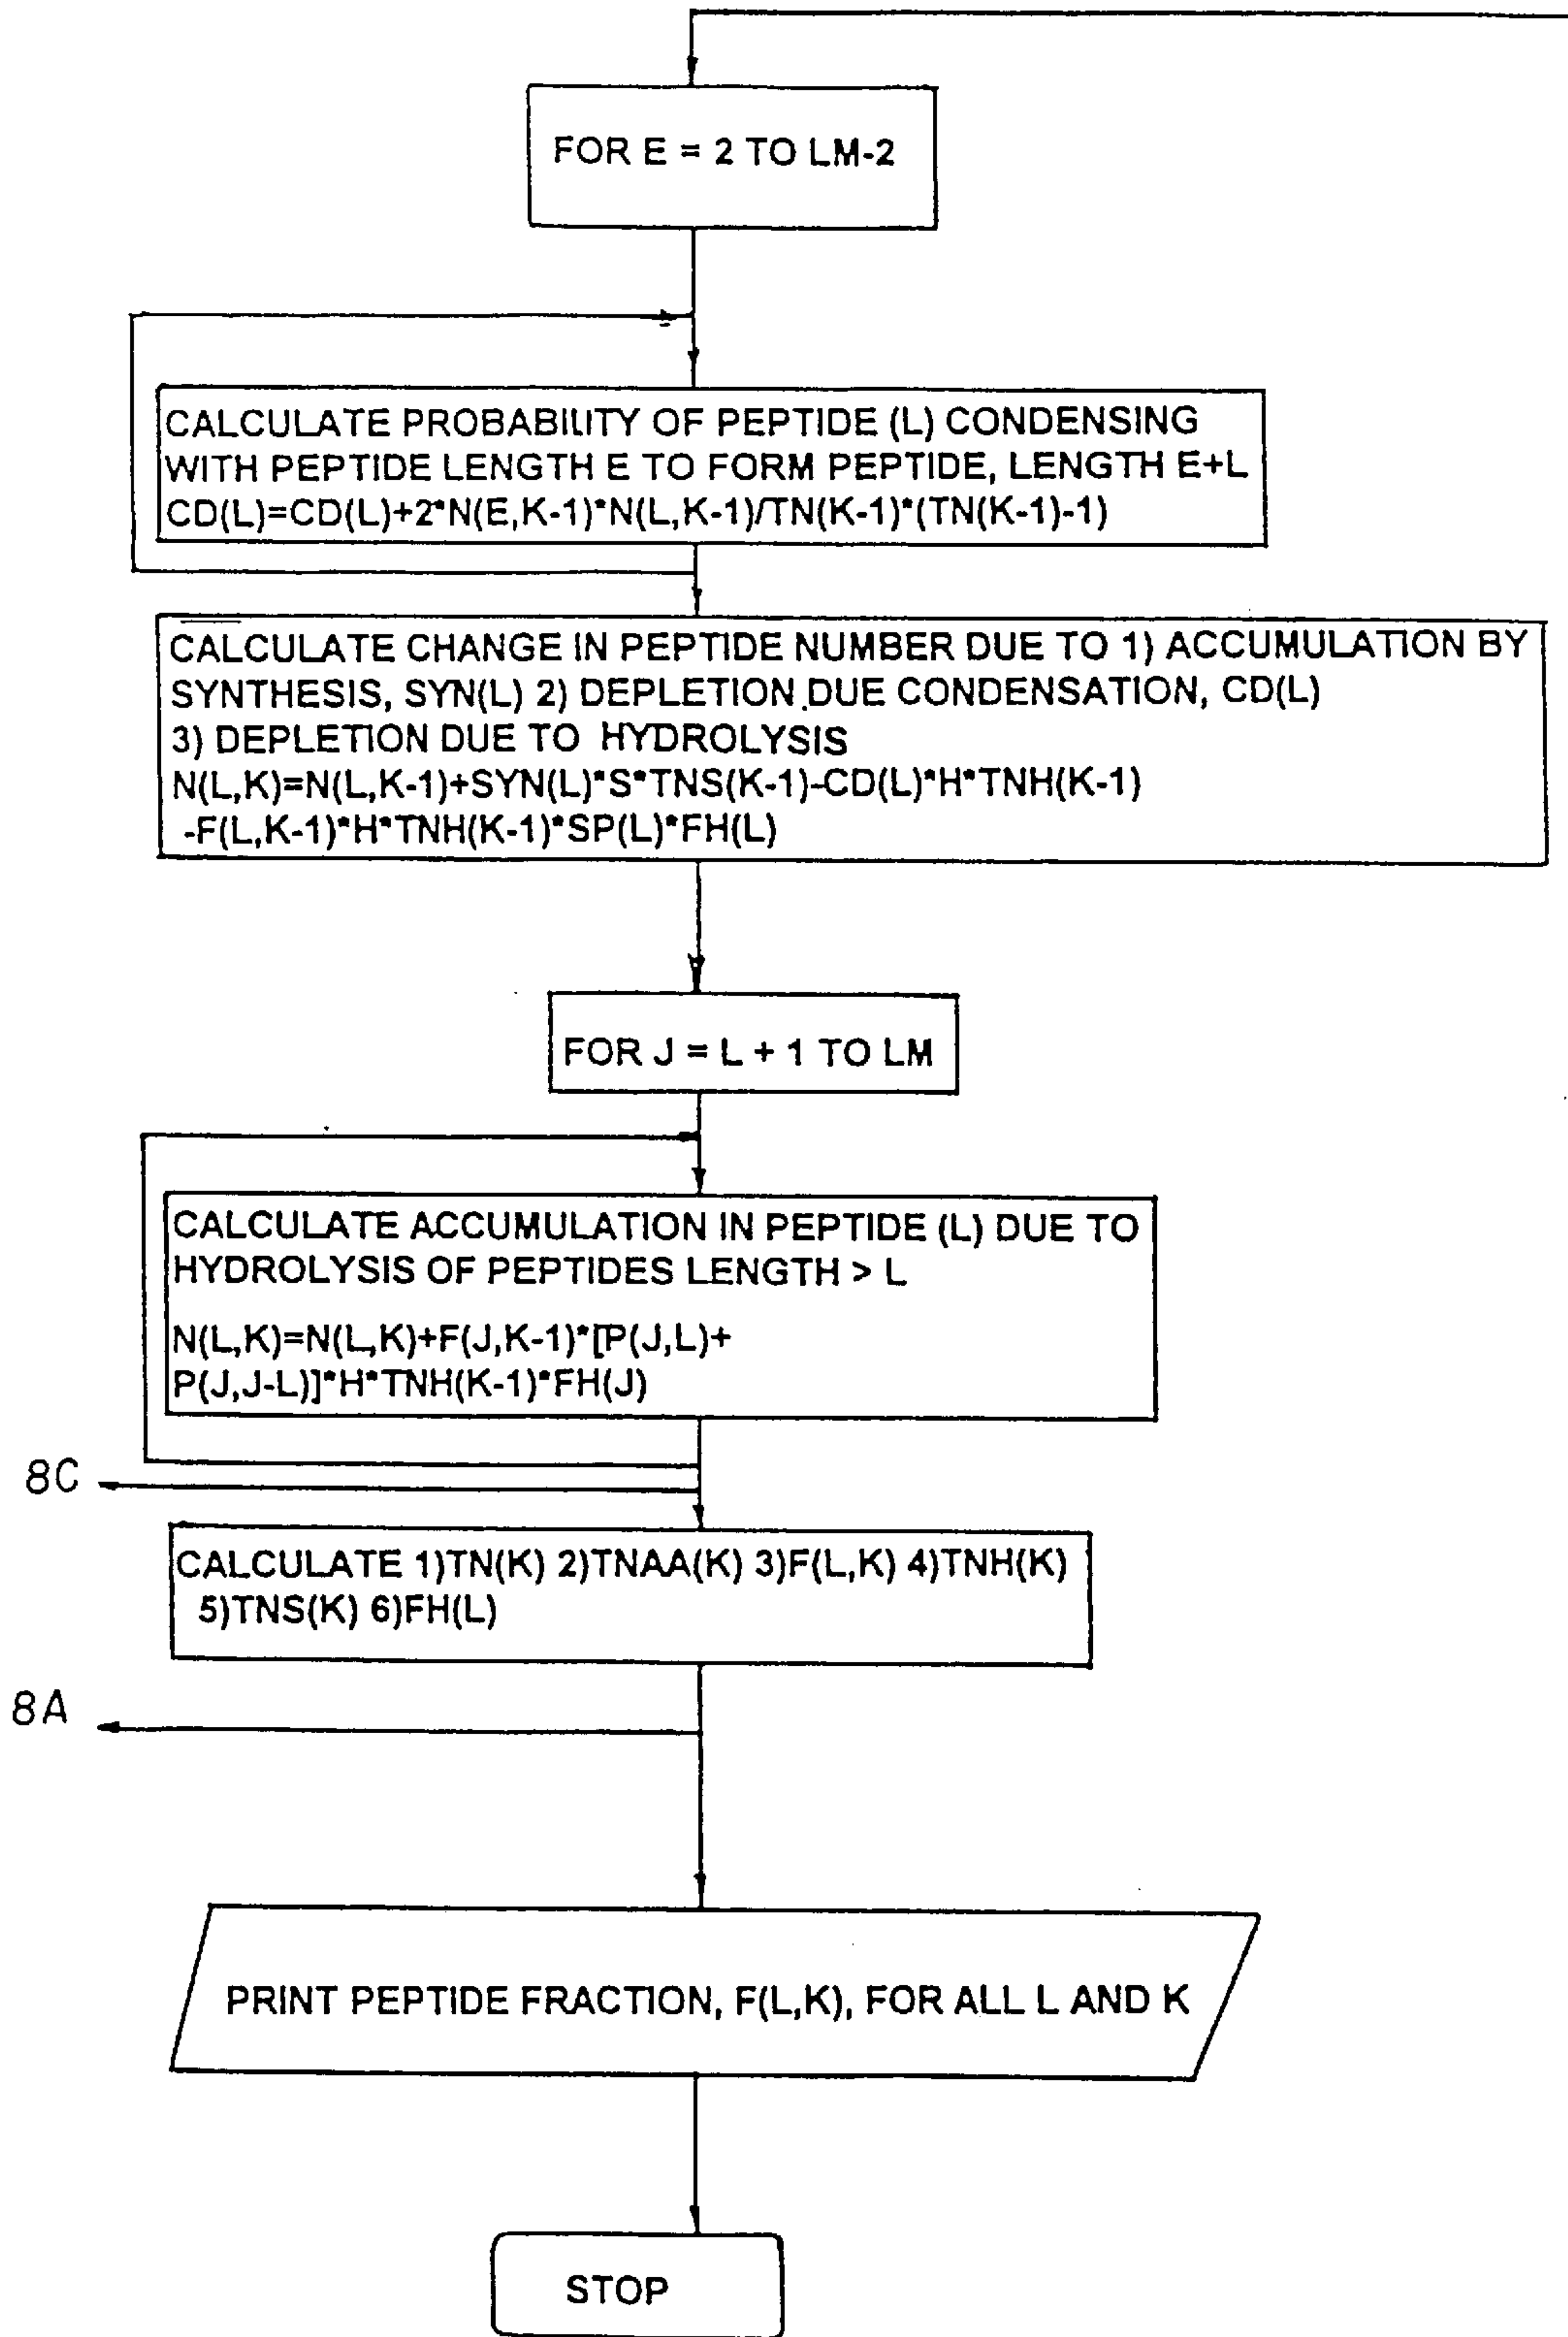 FOR E = 2 TO LM-2
CALCULATE PROBABILITY OF PEPTIDE (L) CONDENSING
WITH PEPTIDE LENGTH E TO FORM PEPTIDE, LENGTH E+L
CD(L)=CD(L)+2*N(E,K-1)*N(L,K-1)/TN(K-1)*(TN(K-1)-1)
CALCULATE CHANGE IN PEPTIDE NUMBER DUE TO 1) ACCUMULATION BY
SYNTHESIS, SYN(L) 2) DEPLETION DUE CONDENSATION, CD(L)
3) DEPLETION DUE TO HYDROLYSIS
N(L,K)=N(L,K-1)+SYN(L)*S*TNS(K-1)-CD(L)*H*TNH(K-1)
-F(L,K-1)*H*TNH(K-1)*SP(L)*FH(L)
FOR J = L + 1 TO LM
CALCULATE ACCUMULATION IN PEPTIDE (L) DUE TO
HYDROLYSIS OF PEPTIDES LENGTH > L
N(L,K)=N(L,K)+F(J,K-1)*[P(J,L)+
P(J,J-L)]*H*TNH(K-1)*FH(J)
8C
CALCULATE 1)TN(K) 2)TNAA(K) 3)F(L,K) 4)TNH(K)
5)TNS(K) 6)FH(L)
8A
PRINT PEPTIDE FRACTION, F(L,K), FOR ALL L AND K
STOP